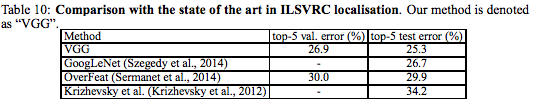 Table 10: Comparison with the state of the art in ILSVRC localisation. Our method is denoted
as “VGG”.
Method top-5 val. error (%) top-5 test error (%)
VGG 26.9 25.3
GoogLeNet (Szegedy et al., 2014) - 26.7
OverFeat (Sermanet et al., 2014) 30.0 29.9
Krizhevsky et al. (Krizhevsky et al., 2012) - 34.2